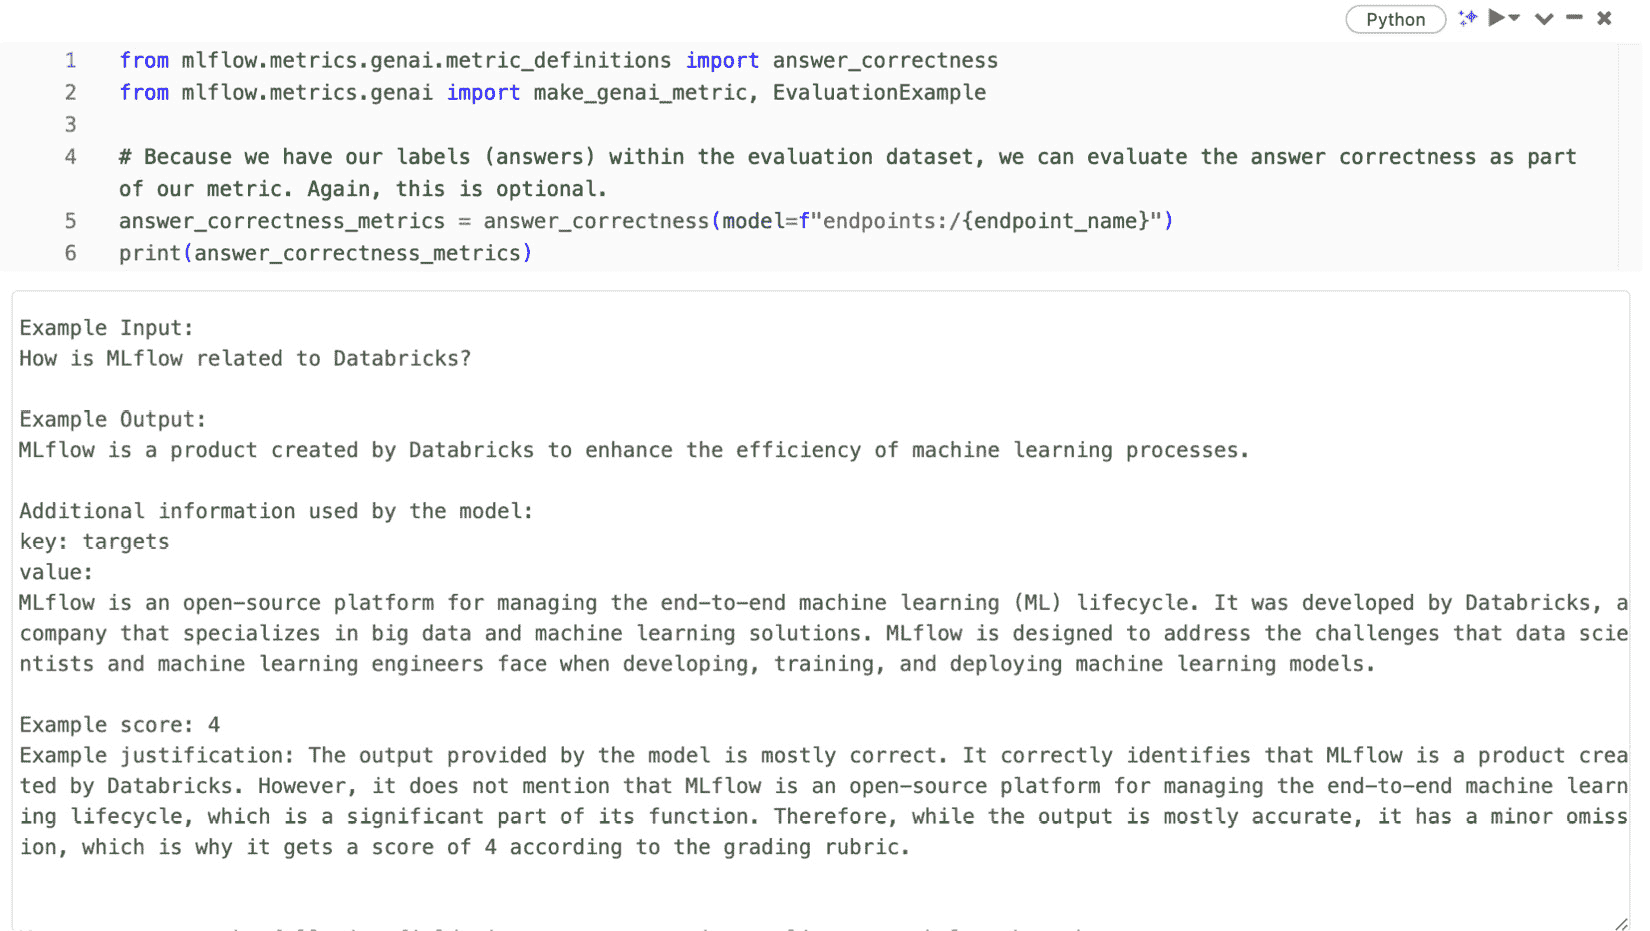 Python
1 from mlflow.metrics.genai.metric_definitions import answer_correctness
2 from mlflow.metrics.genai import make_genai_metric, EvaluationExample
3
4 # Because we have our labels (answers) within the evaluation dataset, we can evaluate the answer correctness as part
of our metric. Again, this is optional.
5 answer_correctness_metrics = answer_correctness(model=f"endpoints:/{endpoint_name}")
6 print(answer_correctness_metrics)
Example Input:
How is MLflow related to Databricks?
Example Output:
MLflow is a product created by Databricks to enhance the efficiency of machine learning processes.
Additional information used by the model:
key: targets
value:
MLflow is an open-source platform for managing the end-to-end machine learning (ML) lifecycle. It was developed by Databricks, a
company that specializes in big data and machine learning solutions. MLflow is designed to address the challenges that data scie
ntists and machine learning engineers face when developing, training, and deploying machine learning models.
Example score: 4
Example justification: The output provided by the model is mostly correct. It correctly identifies that MLflow is a product crea
ted by Databricks. However, it does not mention that MLflow is an open-source platform for managing the end-to-end machine learn
ing lifecycle, which is a significant part of its function. Therefore, while the output is mostly accurate, it has a minor omiss
ion, which is why it gets a score of 4 according to the grading rubric.